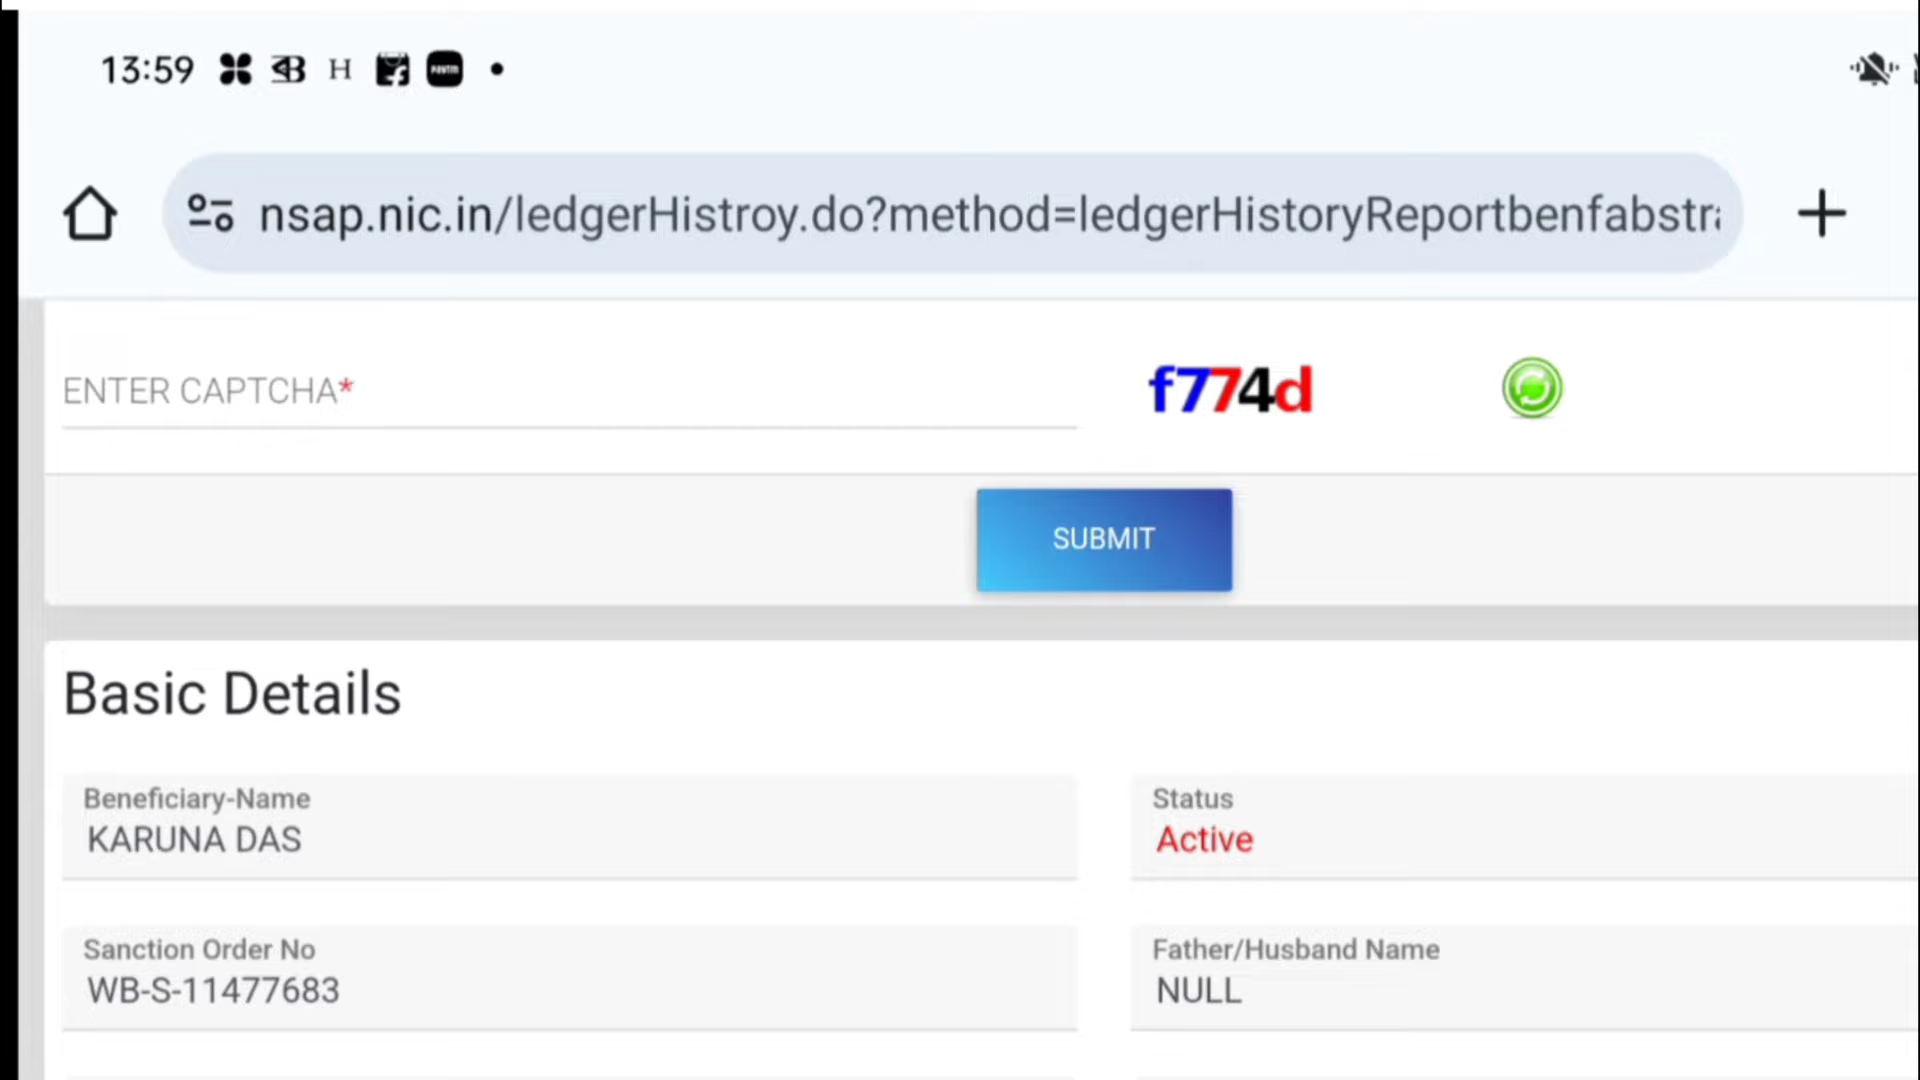 13:59
nsap.nic.in/ledgerHistroy.do?method=ledgerHistoryReportbenfabstr
ENTER CAPTCHA*
f774d
SUBMIT
Basic Details
Beneficiary-Name
KARUNA DAS
Status
Active
Sanction Order No
WB-S-11477683
Father/Husband Name
NULL